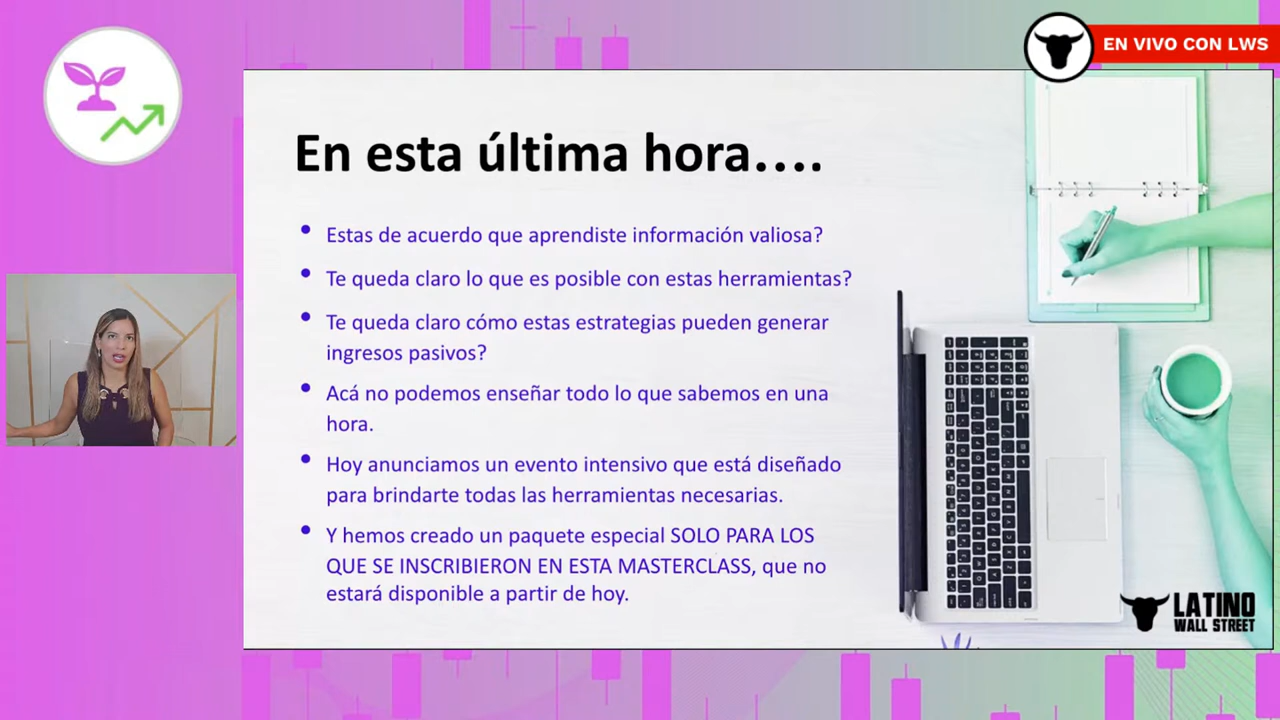 EN VIVO CON LWS
En esta última hora....
Estas de acuerdo que aprendiste información valiosa?
Te queda claro lo que es posible con estas herramientas?
Te queda claro cómo estas estrategias pueden generar
ingresos pasivos?
Acá no podemos enseñar todo lo que sabemos en una
hora.
Hoy anunciamos un evento intensivo que está diseñado
para brindarte todas las herramientas necesarias.
Y hemos creado un paquete especial SOLO PARA LOS
QUE SE INSCRIBIERON EN ESTA MASTERCLASS, que no
estará disponible a partir de hoy.
LATINO
WALL STREET